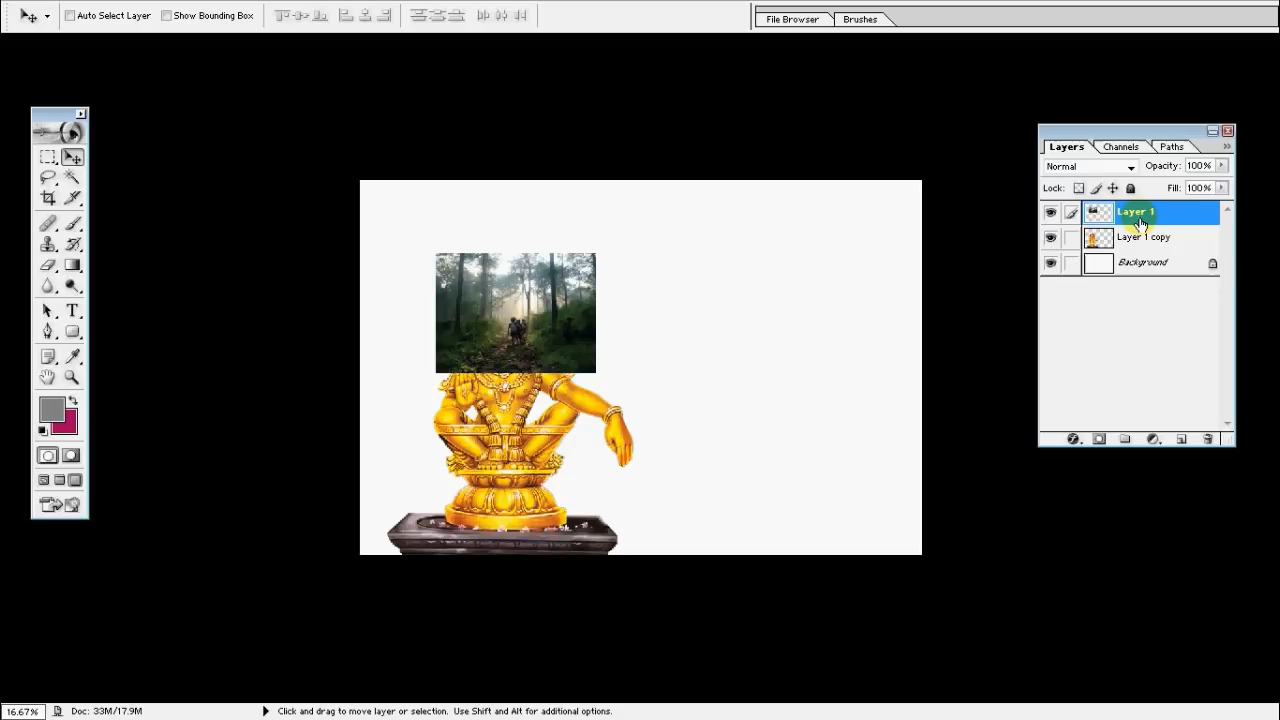 Auto Select Layer Show Bounding Box File Browser Brushes
Layers Channels Paths
Normal Opacity: 100%
Lock: Fill: 100%
Layer 1
Layer 1 copy
Background
16.67% Doc: 33M/17.9M Click and drag to move layer or selection. Use Shift and Alt for additional options.